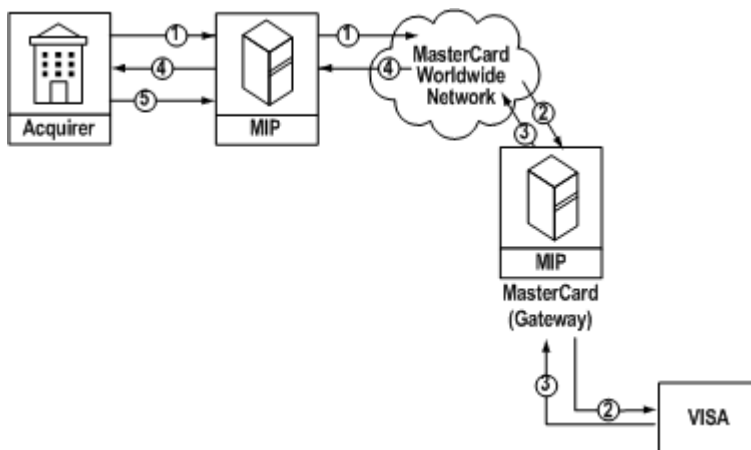 1
1
4
4
5
MasterCard
Worldwide
Network
Acquirer
MIP
2
3
MIP
MasterCard
(Gateway)
3
2
VISA